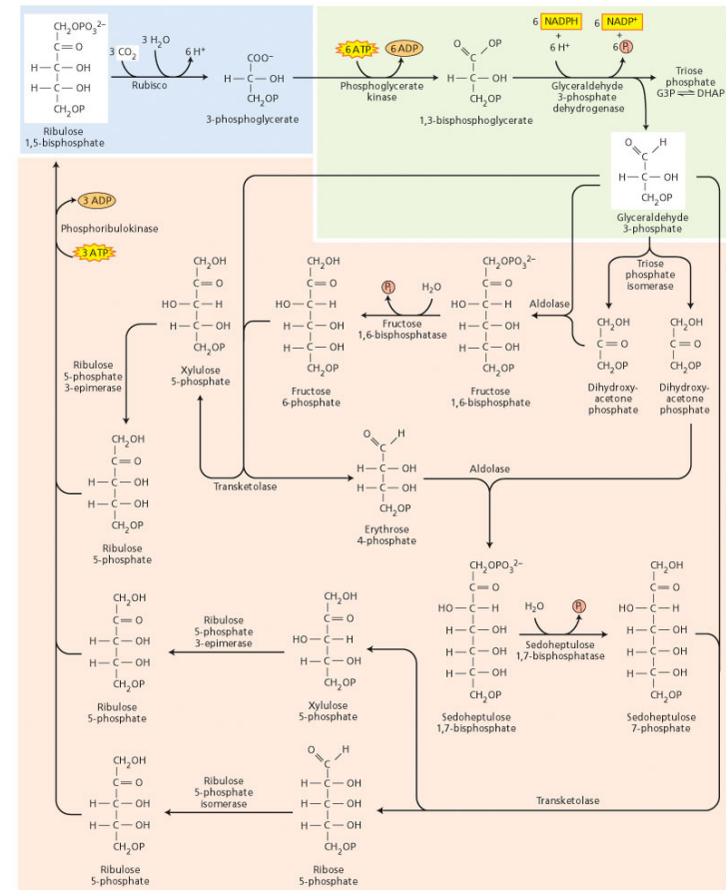 CH₂OPO₃²⁻
C=O
H—C—OH
H—C—OH
CH₂OP
Ribulose
1,5-bisphosphate
3 CO₂
3 H₂O
6 H⁺
Rubisco
COO⁻
H—C—OH
CH₂OP
3-phosphoglycerate
6 ATP
6 ADP
Phosphoglycerate
kinase
O OP
C
H—C—OH
CH₂OP
1,3-bisphosphoglycerate
6 NADPH
+
6 H⁺
6 NADP⁺
+
6 Pᵢ
Glyceraldehyde
3-phosphate
dehydrogenase
Triose
phosphate
G3P ⇌ DHAP
O H
C
H—C—OH
CH₂OP
Glyceraldehyde
3-phosphate
3 ADP
Phosphoribulokinase
3 ATP
Triose
phosphate
isomerase
CH₂OH
C=O
HO—C—H
H—C—OH
CH₂OP
Xylulose
5-phosphate
CH₂OH
C=O
HO—C—H
H—C—OH
H—C—OH
CH₂OP
Fructose
6-phosphate
Pᵢ
H₂O
Fructose
1,6-bisphosphatase
CH₂OPO₃²⁻
C=O
HO—C—H
H—C—OH
H—C—OH
CH₂OP
Fructose
1,6-bisphosphate
Aldolase
CH₂OH
C=O
CH₂OP
Dihydroxy-
acetone
phosphate
CH₂OH
C=O
CH₂OP
Dihydroxy-
acetone
phosphate
Ribulose
5-phosphate
3-epimerase
CH₂OH
C=O
H—C—OH
H—C—OH
CH₂OP
Ribulose
5-phosphate
Transketolase
O H
C
H—C—OH
H—C—OH
CH₂OP
Erythrose
4-phosphate
Aldolase
CH₂OH
C=O
H—C—OH
H—C—OH
CH₂OP
Ribulose
5-phosphate
Ribulose
5-phosphate
3-epimerase
CH₂OH
C=O
HO—C—H
H—C—OH
CH₂OP
Xylulose
5-phosphate
CH₂OPO₃²⁻
C=O
HO—C—H
H—C—OH
H—C—OH
H—C—OH
CH₂OP
Sedoheptulose
1,7-bisphosphate
H₂O
Pᵢ
Sedoheptulose
1,7-bisphosphatase
CH₂OH
C=O
HO—C—H
H—C—OH
H—C—OH
H—C—OH
CH₂OP
Sedoheptulose
7-phosphate
CH₂OH
C=O
H—C—OH
H—C—OH
CH₂OP
Ribulose
5-phosphate
Ribulose
5-phosphate
isomerase
O H
C
H—C—OH
H—C—OH
H—C—OH
CH₂OP
Ribose
5-phosphate
Transketolase